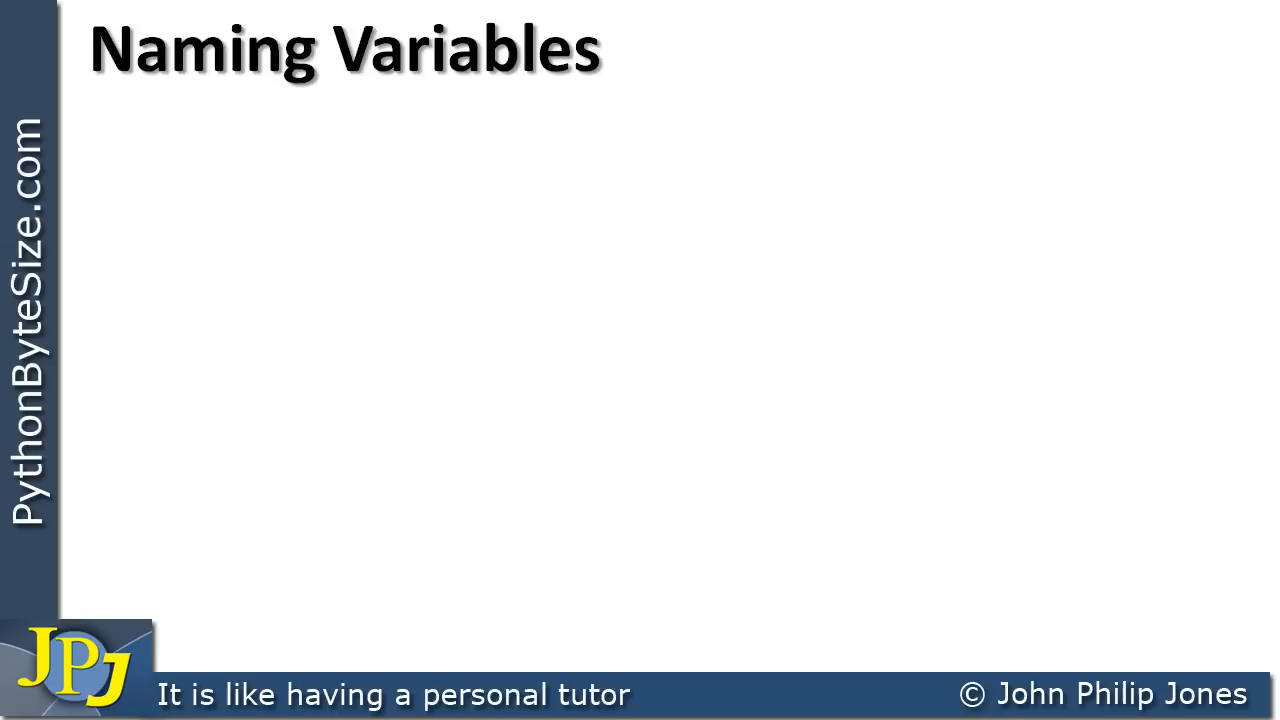 Naming Variables
PythonByteSize.com
JPJ
It is like having a personal tutor
© John Philip Jones